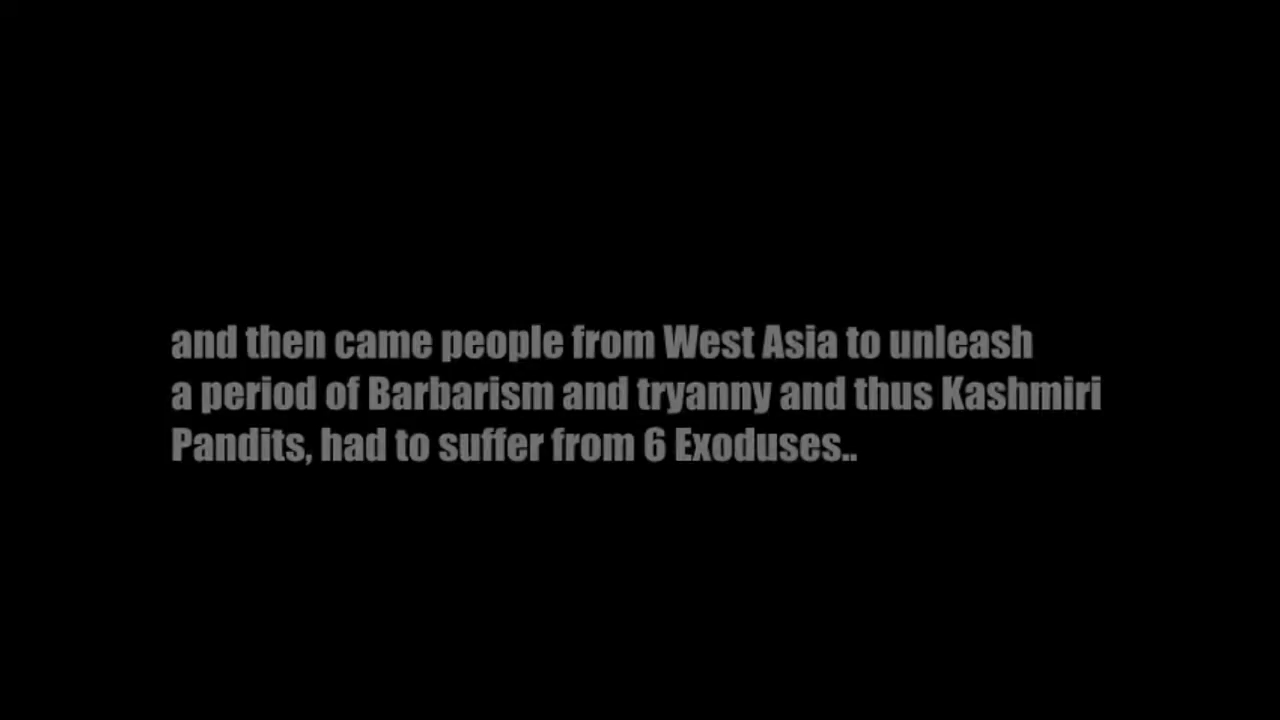 and then came people from West Asia to unleash
a period of Barbarism and tryanny and thus Kashmiri
Pandits, had to suffer from 6 Exoduses..